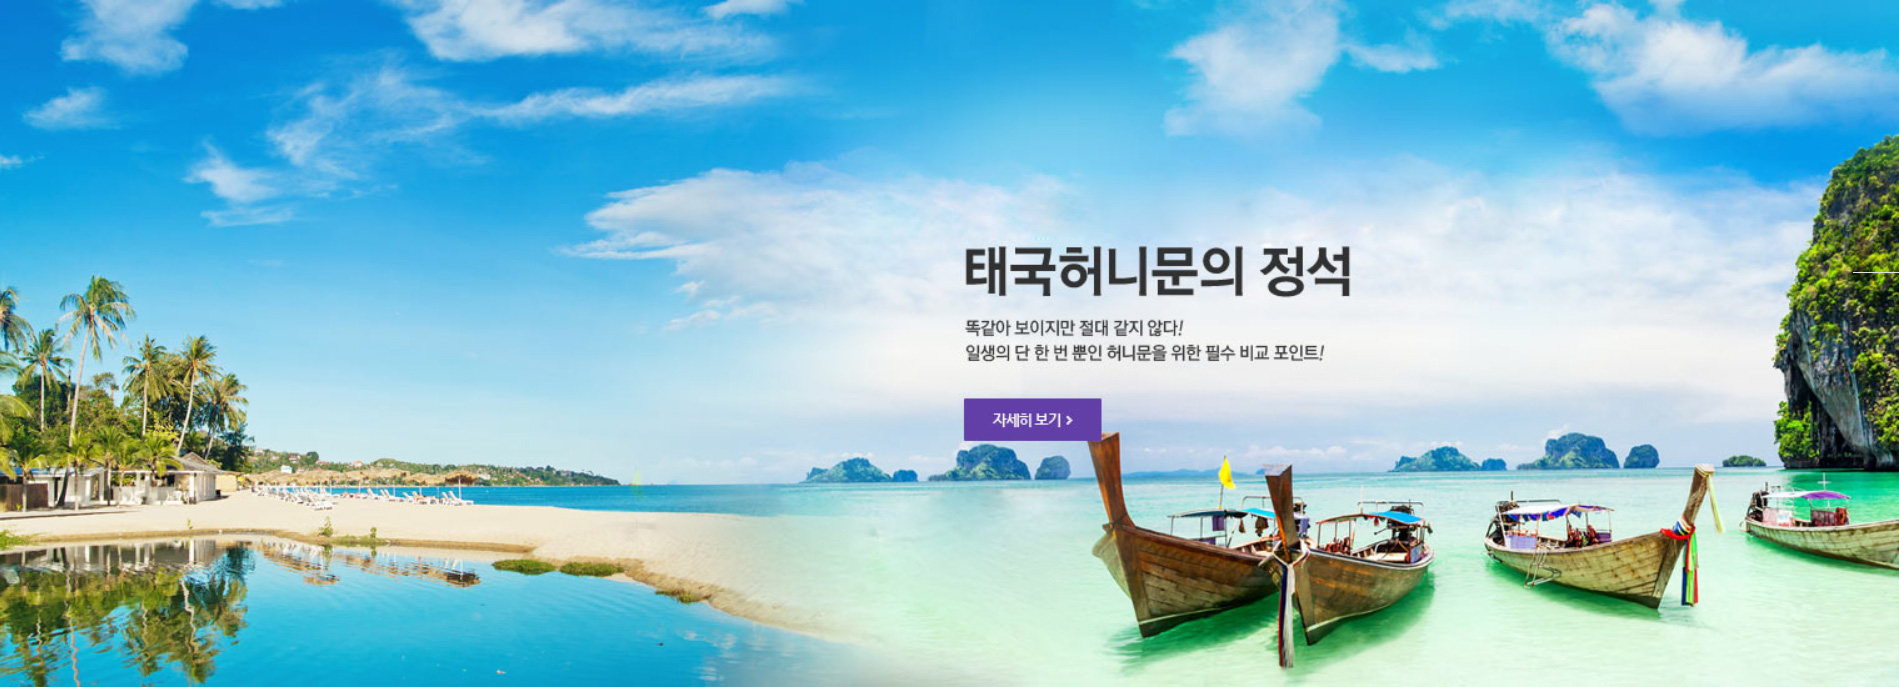 태국허니문의 정석
똑같아 보이지만 절대 같지 않다!
일생의 단 한 번 뿐인 허니문을 위한 필수 비교 포인트!
자세히 보기 >